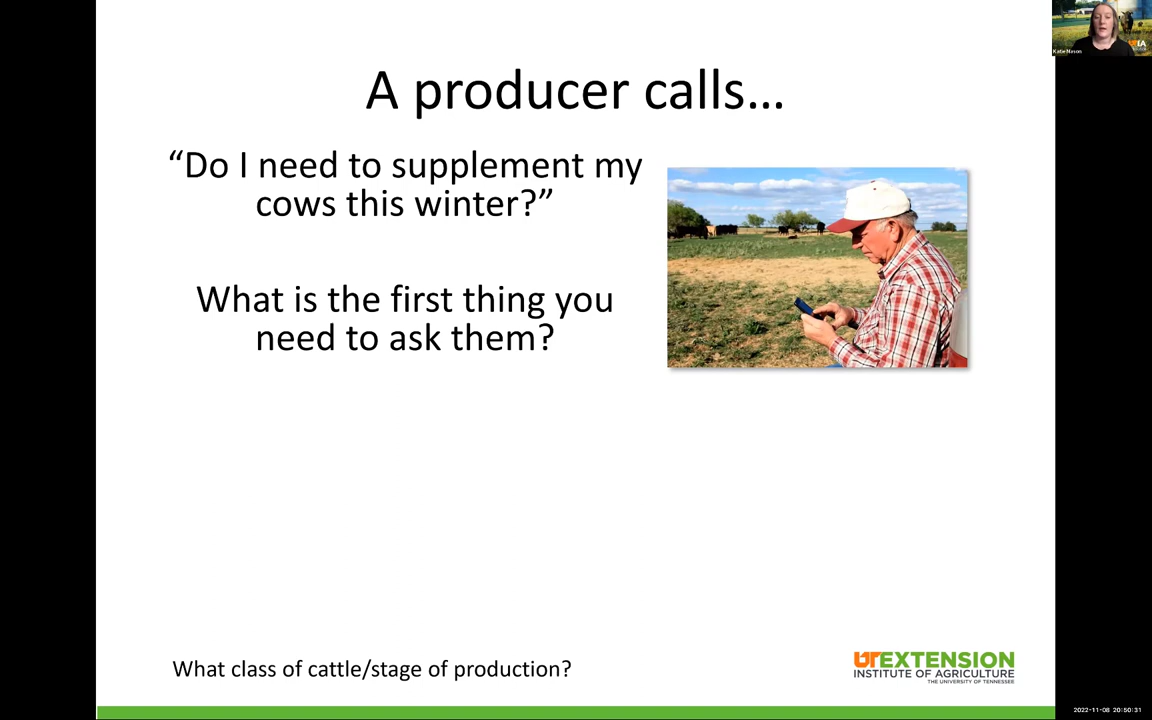 Katie Mason
A producer calls…
“Do I need to supplement my
cows this winter?”
What is the first thing you
need to ask them?
What class of cattle/stage of production?
UTEXTENSION
INSTITUTE OF AGRICULTURE
THE UNIVERSITY OF TENNESSEE
2022-11-08 20:50:31